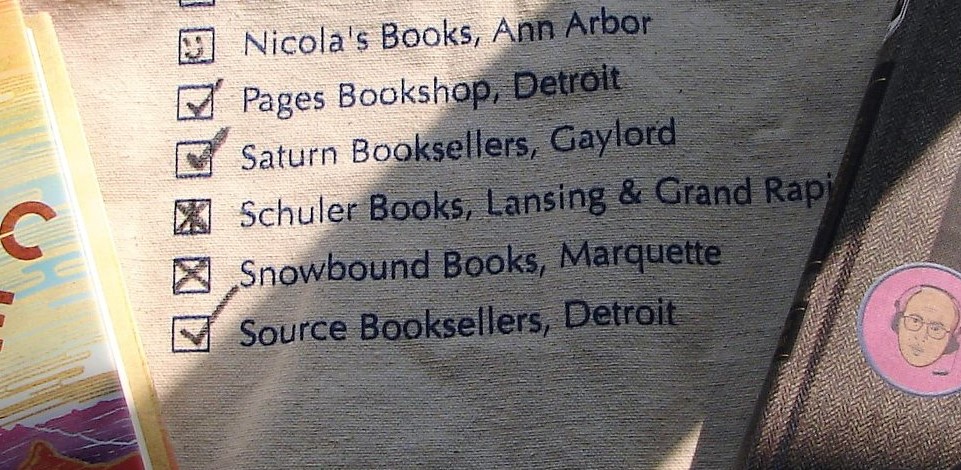 Nicola's Books, Ann Arbor
Pages Bookshop, Detroit
Saturn Booksellers, Gaylord
Schuler Books, Lansing & Grand Rapi
Snowbound Books, Marquette
Source Booksellers, Detroit
C